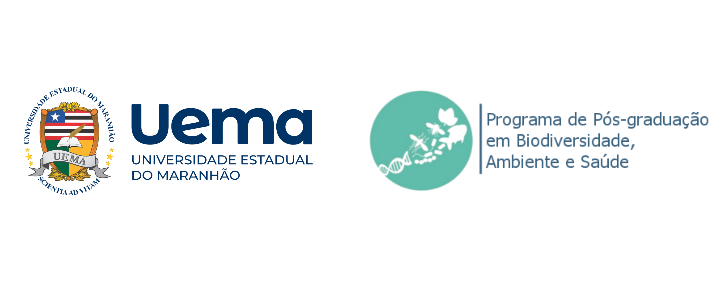 UNIVERSIDADE ESTADUAL DO MARANHÃO
UEMA
SCIENTIA AD VITAM
Uema
UNIVERSIDADE ESTADUAL
DO MARANHÃO
Programa de Pós-graduação
em Biodiversidade,
Ambiente e Saúde